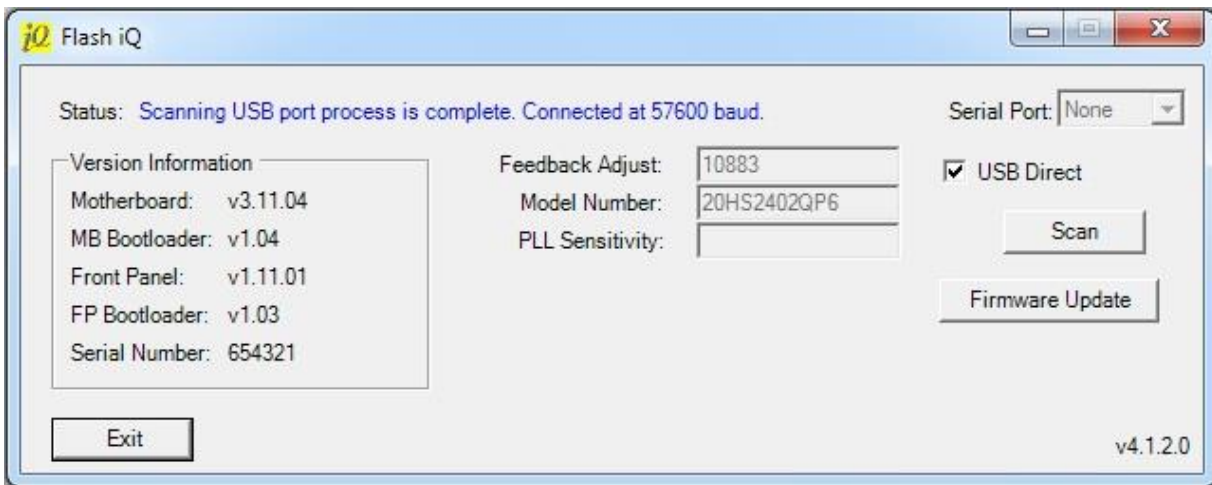 iQ Flash iQ
Status: Scanning USB port process is complete. Connected at 57600 baud.
Serial Port: None
Version Information
Motherboard: v3.11.04
MB Bootloader: v1.04
Front Panel: v1.11.01
FP Bootloader: v1.03
Serial Number: 654321
Feedback Adjust: 10883
Model Number: 20HS2402QP6
PLL Sensitivity:
USB Direct
Scan
Firmware Update
Exit
v4.1.2.0